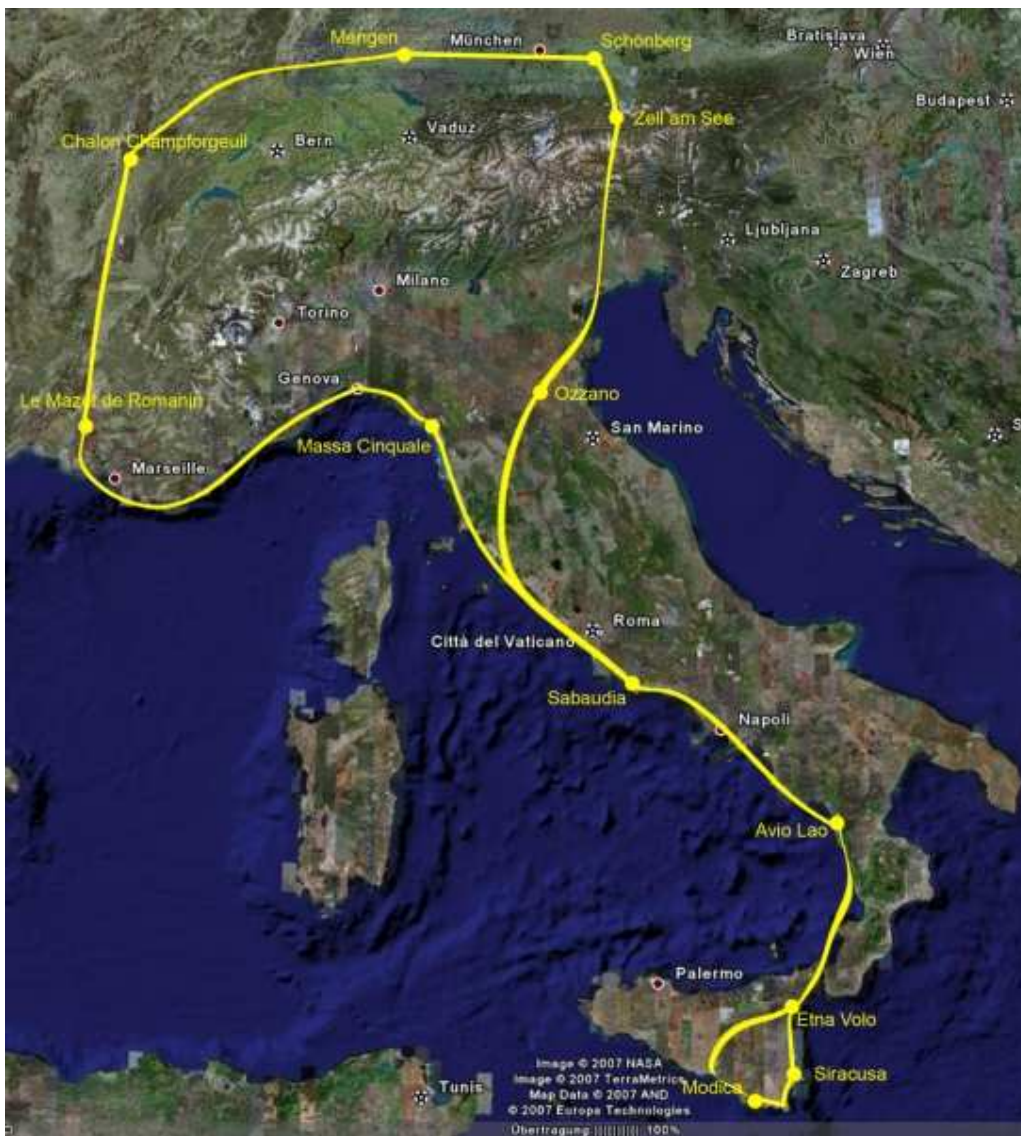 Mengen
München
Schönberg
Bratislava
Wien
Budapest
Zell am See
Chalon Champforgeuil
Bern
Vaduz
Ljubljana
Zagreb
Milano
Torino
Genova
Le Mazet de Romanin
Ozzano
San Marino
Massa Cinquale
S
Marseille
Roma
Città del Vaticano
Sabaudia
Napoli
Avio Lao
Palermo
Etna Volo
Siracusa
Modica
Tunis
Image © 2007 NASA
Image © 2007 TerraMetrics
Map Data © 2007 AND
© 2007 Europa Technologies
Übertragung |||||||||| 100%